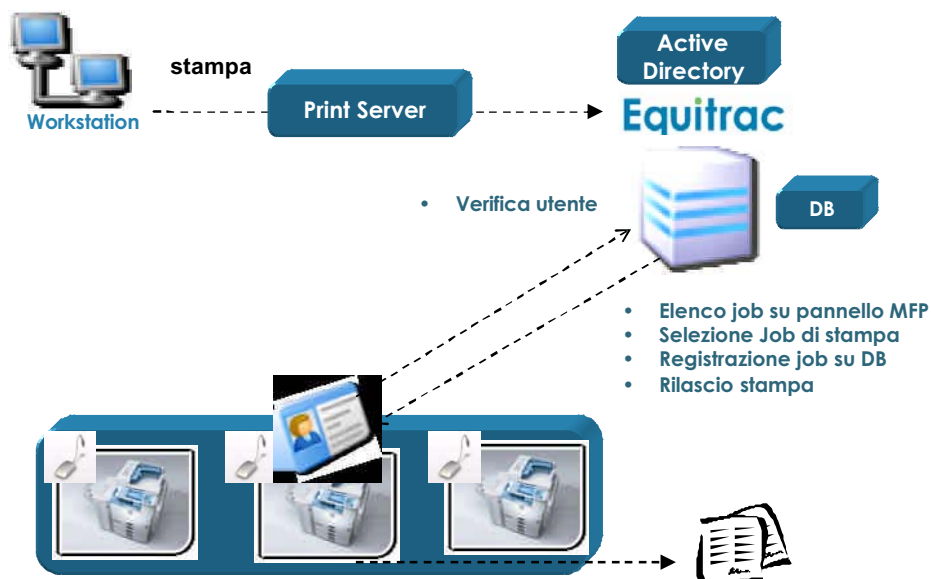 stampa
Active
Directory
Print Server
Workstation
Equitrac
• Verifica utente
DB
• Elenco job su pannello MFP
• Selezione Job di stampa
• Registrazione job su DB
• Rilascio stampa